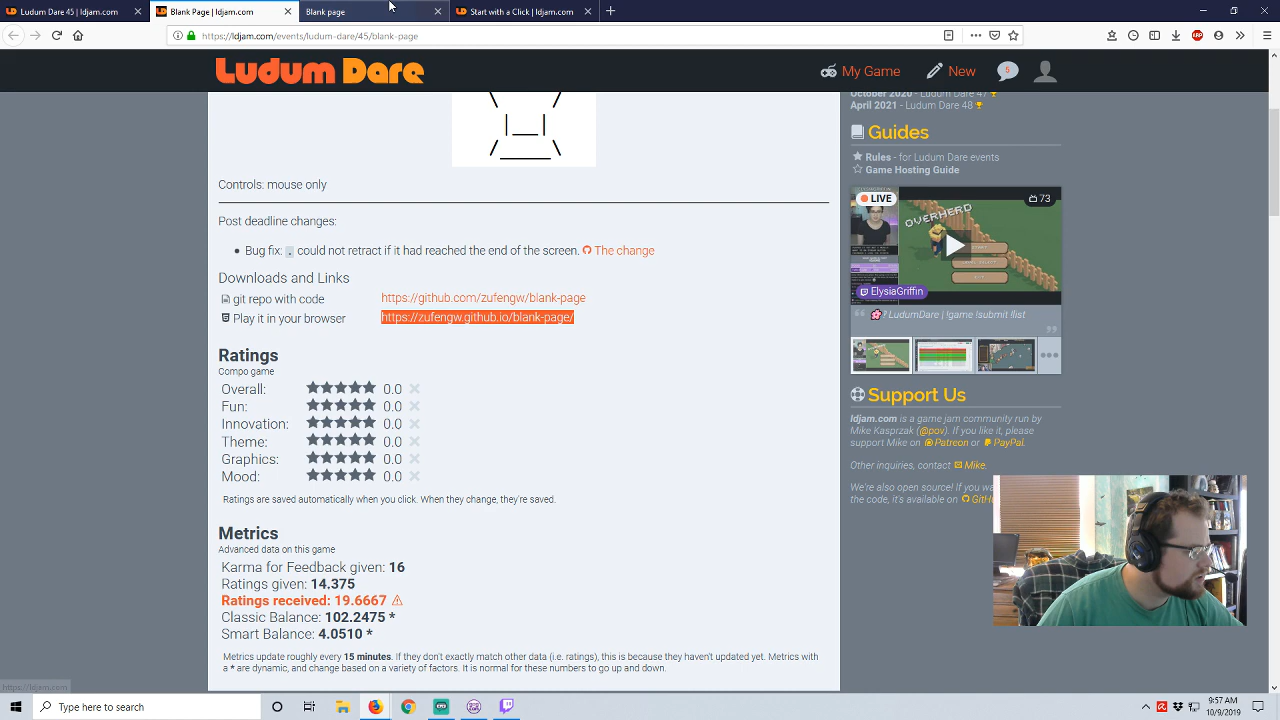 Ludum Dare 45 | ldjam.com
Blank Page | ldjam.com
Blank page
Start with a Click | ldjam.com
https://ldjam.com/events/ludum-dare/45/blank-page
LUDUM DARE
My Game
New
5
October 2020 - Ludum Dare 47
April 2021 - Ludum Dare 48
Controls: mouse only
Post deadline changes:
Bug fix: could not retract if it had reached the end of the screen. The change
Downloads and Links
git repo with code
https://github.com/zufengw/blank-page
Play it in your browser
https://zufengw.github.io/blank-page/
Ratings
Compo game
Overall: 0.0
Fun: 0.0
Innovation: 0.0
Theme: 0.0
Graphics: 0.0
Mood: 0.0
Ratings saved automatically when you click. When they change, they're saved.
Metrics
Advanced data on this game
Karma for Feedback given: 16
Ratings given: 14.375
Ratings received: 19.6667
Classic Balance: 102.2475 *
Smart Balance: 4.0510 *
Metrics update roughly every 15 minutes. If they don't exactly match other data (i.e. ratings), this is because they haven't updated yet. Metrics with
a * are dynamic, and change based on a variety of factors. It is normal for these numbers to go up and down.
Guides
Rules - for Ludum Dare events
Game Hosting Guide
LIVE
73
OVERHERD
ElysiaGriffin
? LudumDare | !game !submit !list
Support Us
ldjam.com is a game jam community run by
Mike Kasprzak (@pov). If you like it, please
support Mike on Patreon or PayPal.
Other inquiries, contact Mike.
We're also open source! If you wa
the code, it's available on GitHu
https://ldjam.com
Type here to search
9:57 AM
10/9/2019